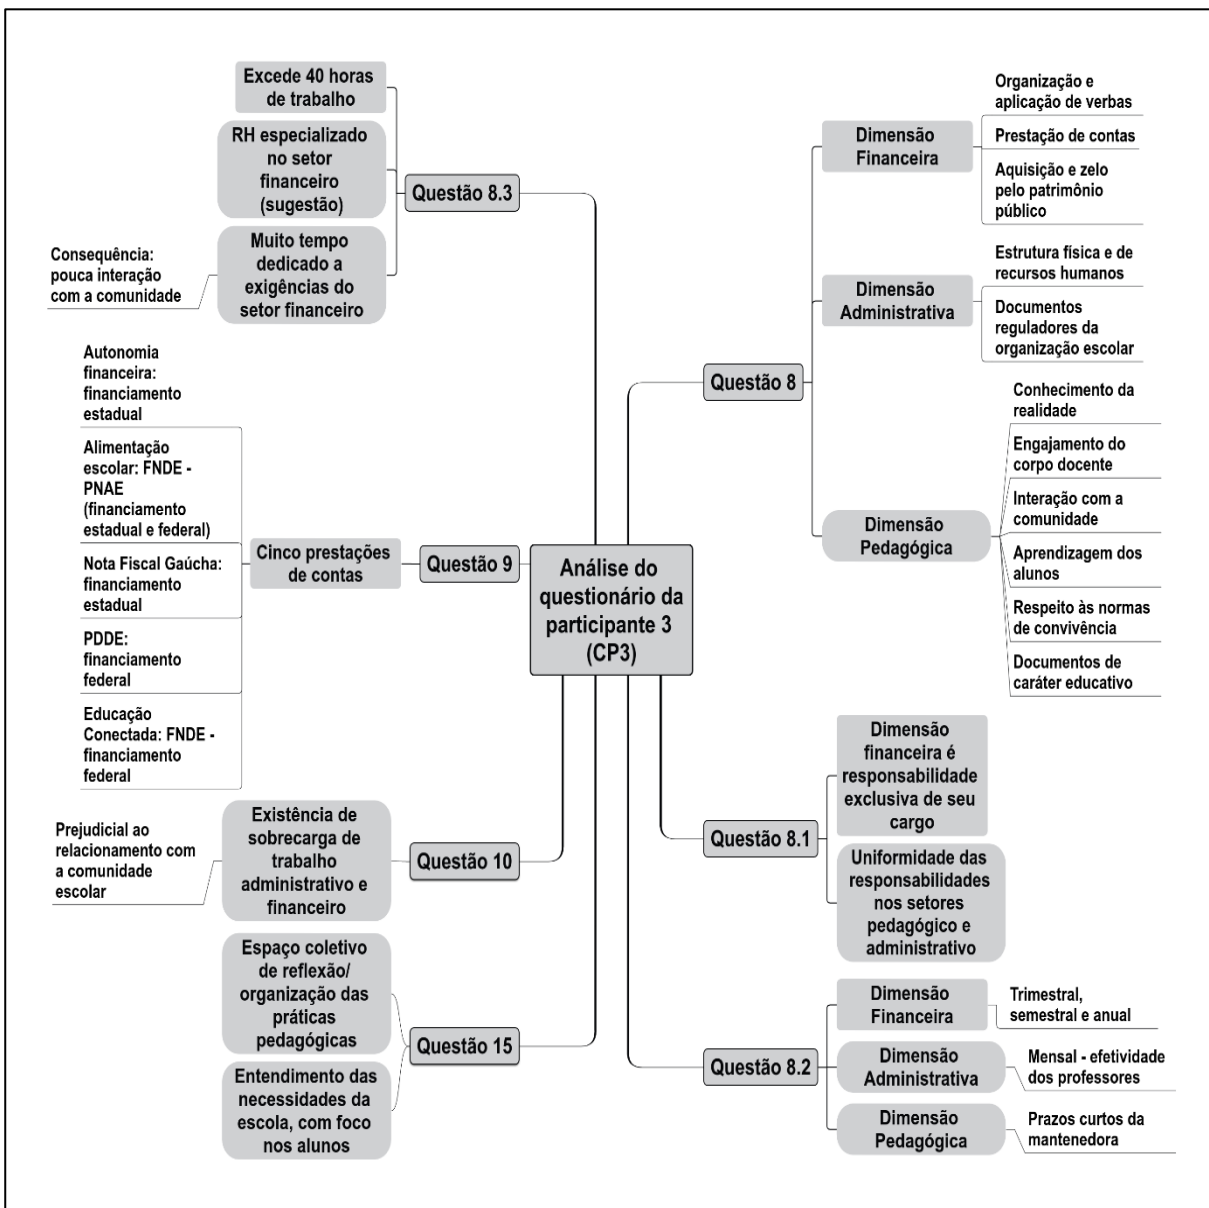 Análise do
questionário da
participante 3
(CP3)
Questão 8
Dimensão
Financeira
Organização e
aplicação de verbas
Prestação de contas
Aquisição e zelo
pelo patrimônio
público
Dimensão
Administrativa
Estrutura física e de
recursos humanos
Documentos
reguladores da
organização escolar
Dimensão
Pedagógica
Conhecimento da
realidade
Engajamento do
corpo docente
Interação com a
comunidade
Aprendizagem dos
alunos
Respeito às normas
de convivência
Documentos de
caráter educativo
Questão 8.1
Dimensão
financeira é
responsabilidade
exclusiva de seu
cargo
Uniformidade das
responsabilidades
nos setores
pedagógico e
administrativo
Questão 8.2
Dimensão
Financeira
Trimestral,
semestral e anual
Dimensão
Administrativa
Mensal - efetividade
dos professores
Dimensão
Pedagógica
Prazos curtos da
mantenedora
Questão 8.3
Excede 40 horas
de trabalho
RH especializado
no setor
financeiro
(sugestão)
Muito tempo
dedicado a
exigências do
setor financeiro
Consequência:
pouca interação
com a comunidade
Questão 9
Cinco prestações
de contas
Autonomia
financeira:
financiamento
estadual
Alimentação
escolar: FNDE -
PNAE
(financiamento
estadual e federal)
Nota Fiscal Gaúcha:
financiamento
estadual
PDDE:
financiamento
federal
Educação
Conectada: FNDE -
financiamento
federal
Questão 10
Existência de
sobrecarga de
trabalho
administrativo e
financeiro
Prejudicial ao
relacionamento com
a comunidade
escolar
Questão 15
Espaço coletivo
de reflexão/
organização das
práticas
pedagógicas
Entendimento das
necessidades da
escola, com foco
nos alunos